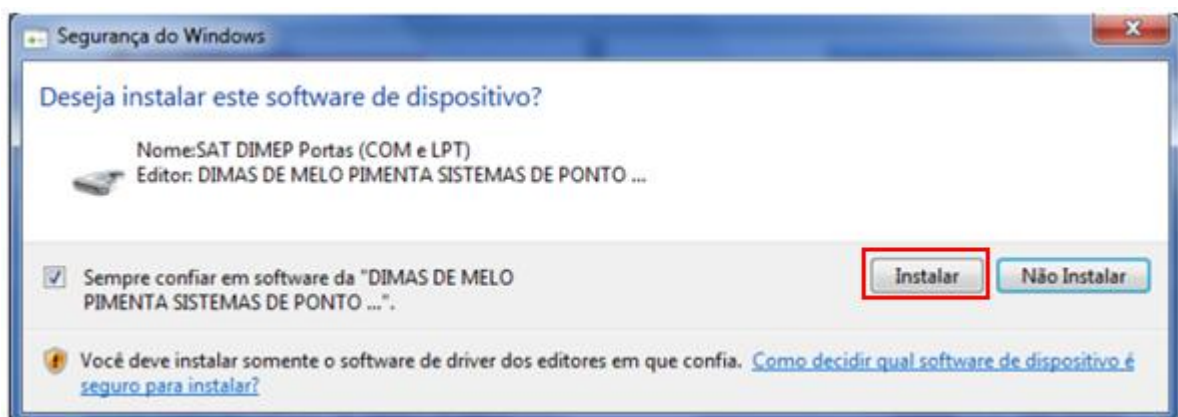 Segurança do Windows
Deseja instalar este software de dispositivo?
Nome:SAT DIMEP Portas (COM e LPT)
Editor: DIMAS DE MELO PIMENTA SISTEMAS DE PONTO ...
Sempre confiar em software da "DIMAS DE MELO
PIMENTA SISTEMAS DE PONTO ...".
Instalar
Não Instalar
Você deve instalar somente o software de driver dos editores em que confia. Como decidir qual software de dispositivo é
seguro para instalar?